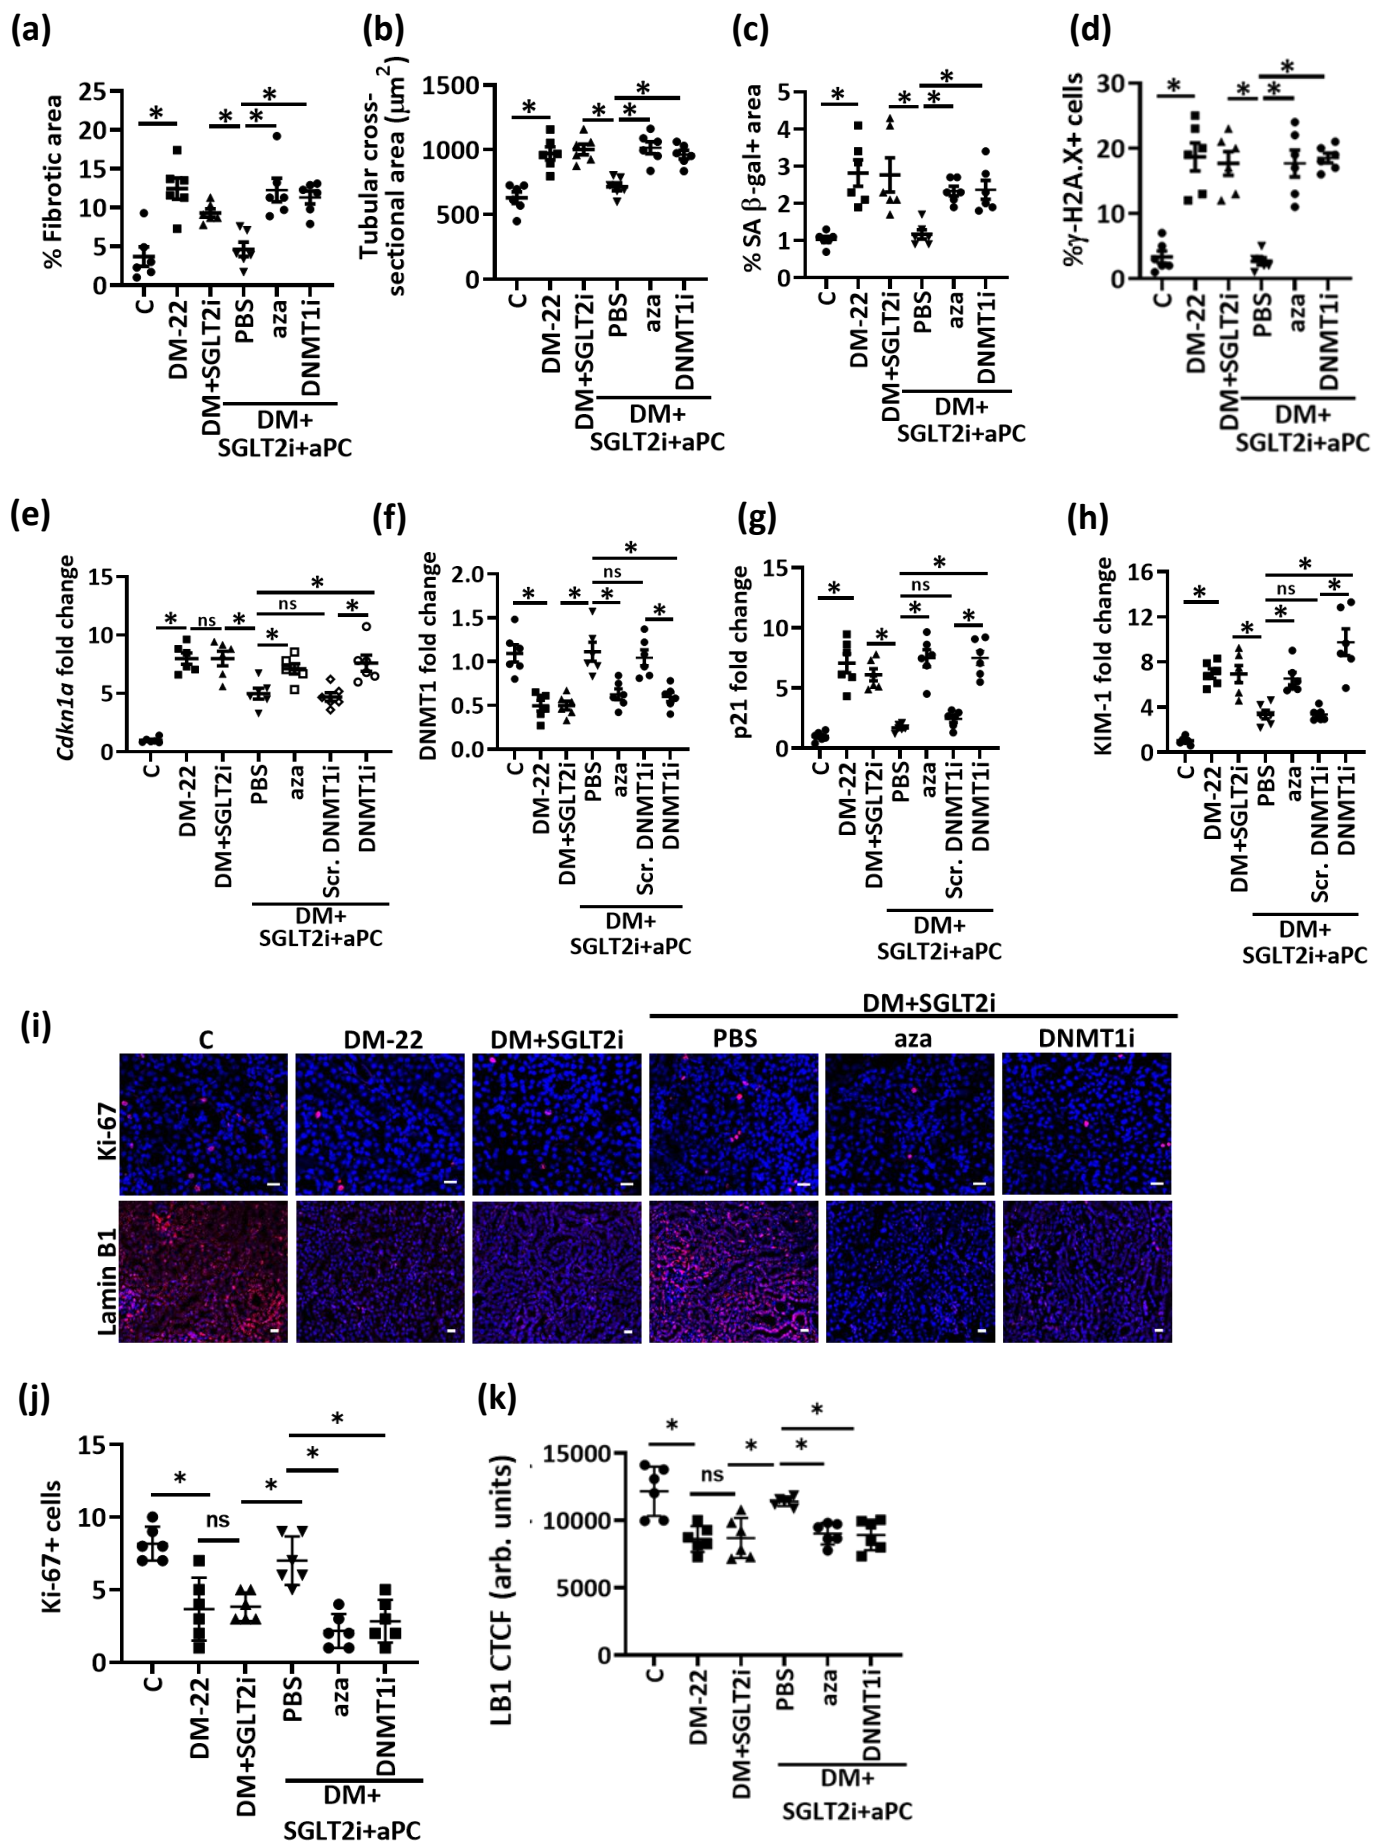 (a)
(b)
(c)
(d)
% Fibrotic area
25
20
15
10
5
0
* * * *
C
DM-22
DM+SGLT2i
PBS
aza
DNMT1i
DM+
SGLT2i+aPC
Tubular cross-
sectional area (µm²)
1500
1000
500
0
* * * *
C
DM-22
DM+SGLT2i
PBS
aza
DNMT1i
DM+
SGLT2i+aPC
% SA β-gal+ area
5
4
3
2
1
0
* * * *
C
DM-22
DM+SGLT2i
PBS
aza
DNMT1i
DM+
SGLT2i+aPC
%γ-H2A.X+ cells
30
20
10
0
* * * *
C
DM-22
DM+SGLT2i
PBS
aza
DNMT1i
DM+
SGLT2i+aPC
(e)
(f)
(g)
(h)
Cdkn1a fold change
15
10
5
0
*
ns
* ns * * *
C
DM-22
DM+SGLT2i
PBS
aza
Scr. DNMT1i
DNMT1i
DM+
SGLT2i+aPC
DNMT1 fold change
2.0
1.5
1.0
0.5
0.0
*
ns
* * * *
C
DM-22
DM+SGLT2i
PBS
aza
Scr. DNMT1i
DNMT1i
DM+
SGLT2i+aPC
p21 fold change
15
10
5
0
*
ns
* * * *
C
DM-22
DM+SGLT2i
PBS
aza
Scr. DNMT1i
DNMT1i
DM+
SGLT2i+aPC
KIM-1 fold change
16
12
8
4
0
*
ns
* * * *
C
DM-22
DM+SGLT2i
PBS
aza
Scr. DNMT1i
DNMT1i
DM+
SGLT2i+aPC
(i)
DM+SGLT2i
C DM-22 DM+SGLT2i PBS aza DNMT1i
Ki-67
Lamin B1
(j)
(k)
Ki-67+ cells
15
10
5
0
*
*
* *
ns
C
DM-22
DM+SGLT2i
PBS
aza
DNMT1i
DM+
SGLT2i+aPC
LB1 CTCF (arb. units)
15000
10000
5000
0
*
* * *
ns
C
DM-22
DM+SGLT2i
PBS
aza
DNMT1i
DM+
SGLT2i+aPC